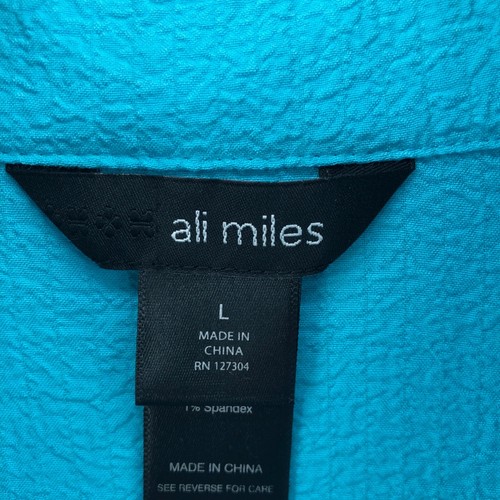 ali miles
L
MADE IN
CHINA
RN 127304
1% Spandex
MADE IN CHINA
SEE REVERSE FOR CARE